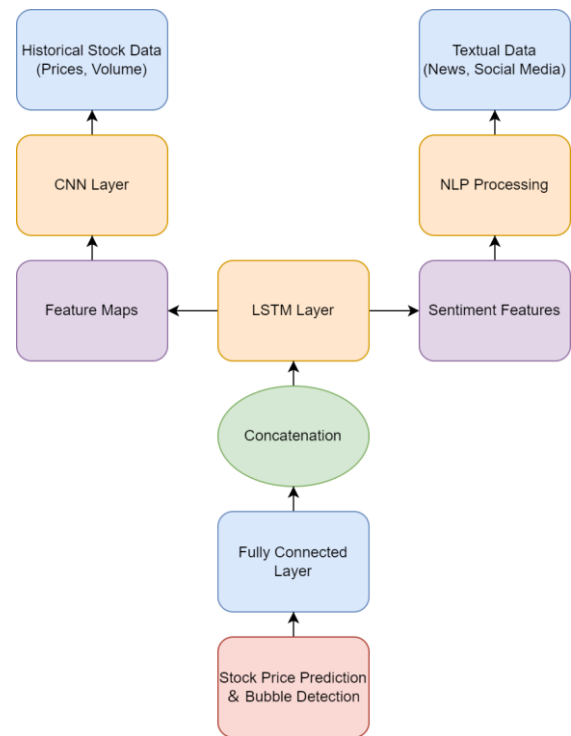 Historical Stock Data
(Prices, Volume)
Textual Data
(News, Social Media)
CNN Layer
NLP Processing
Feature Maps
LSTM Layer
Sentiment Features
Concatenation
Fully Connected
Layer
Stock Price Prediction
& Bubble Detection